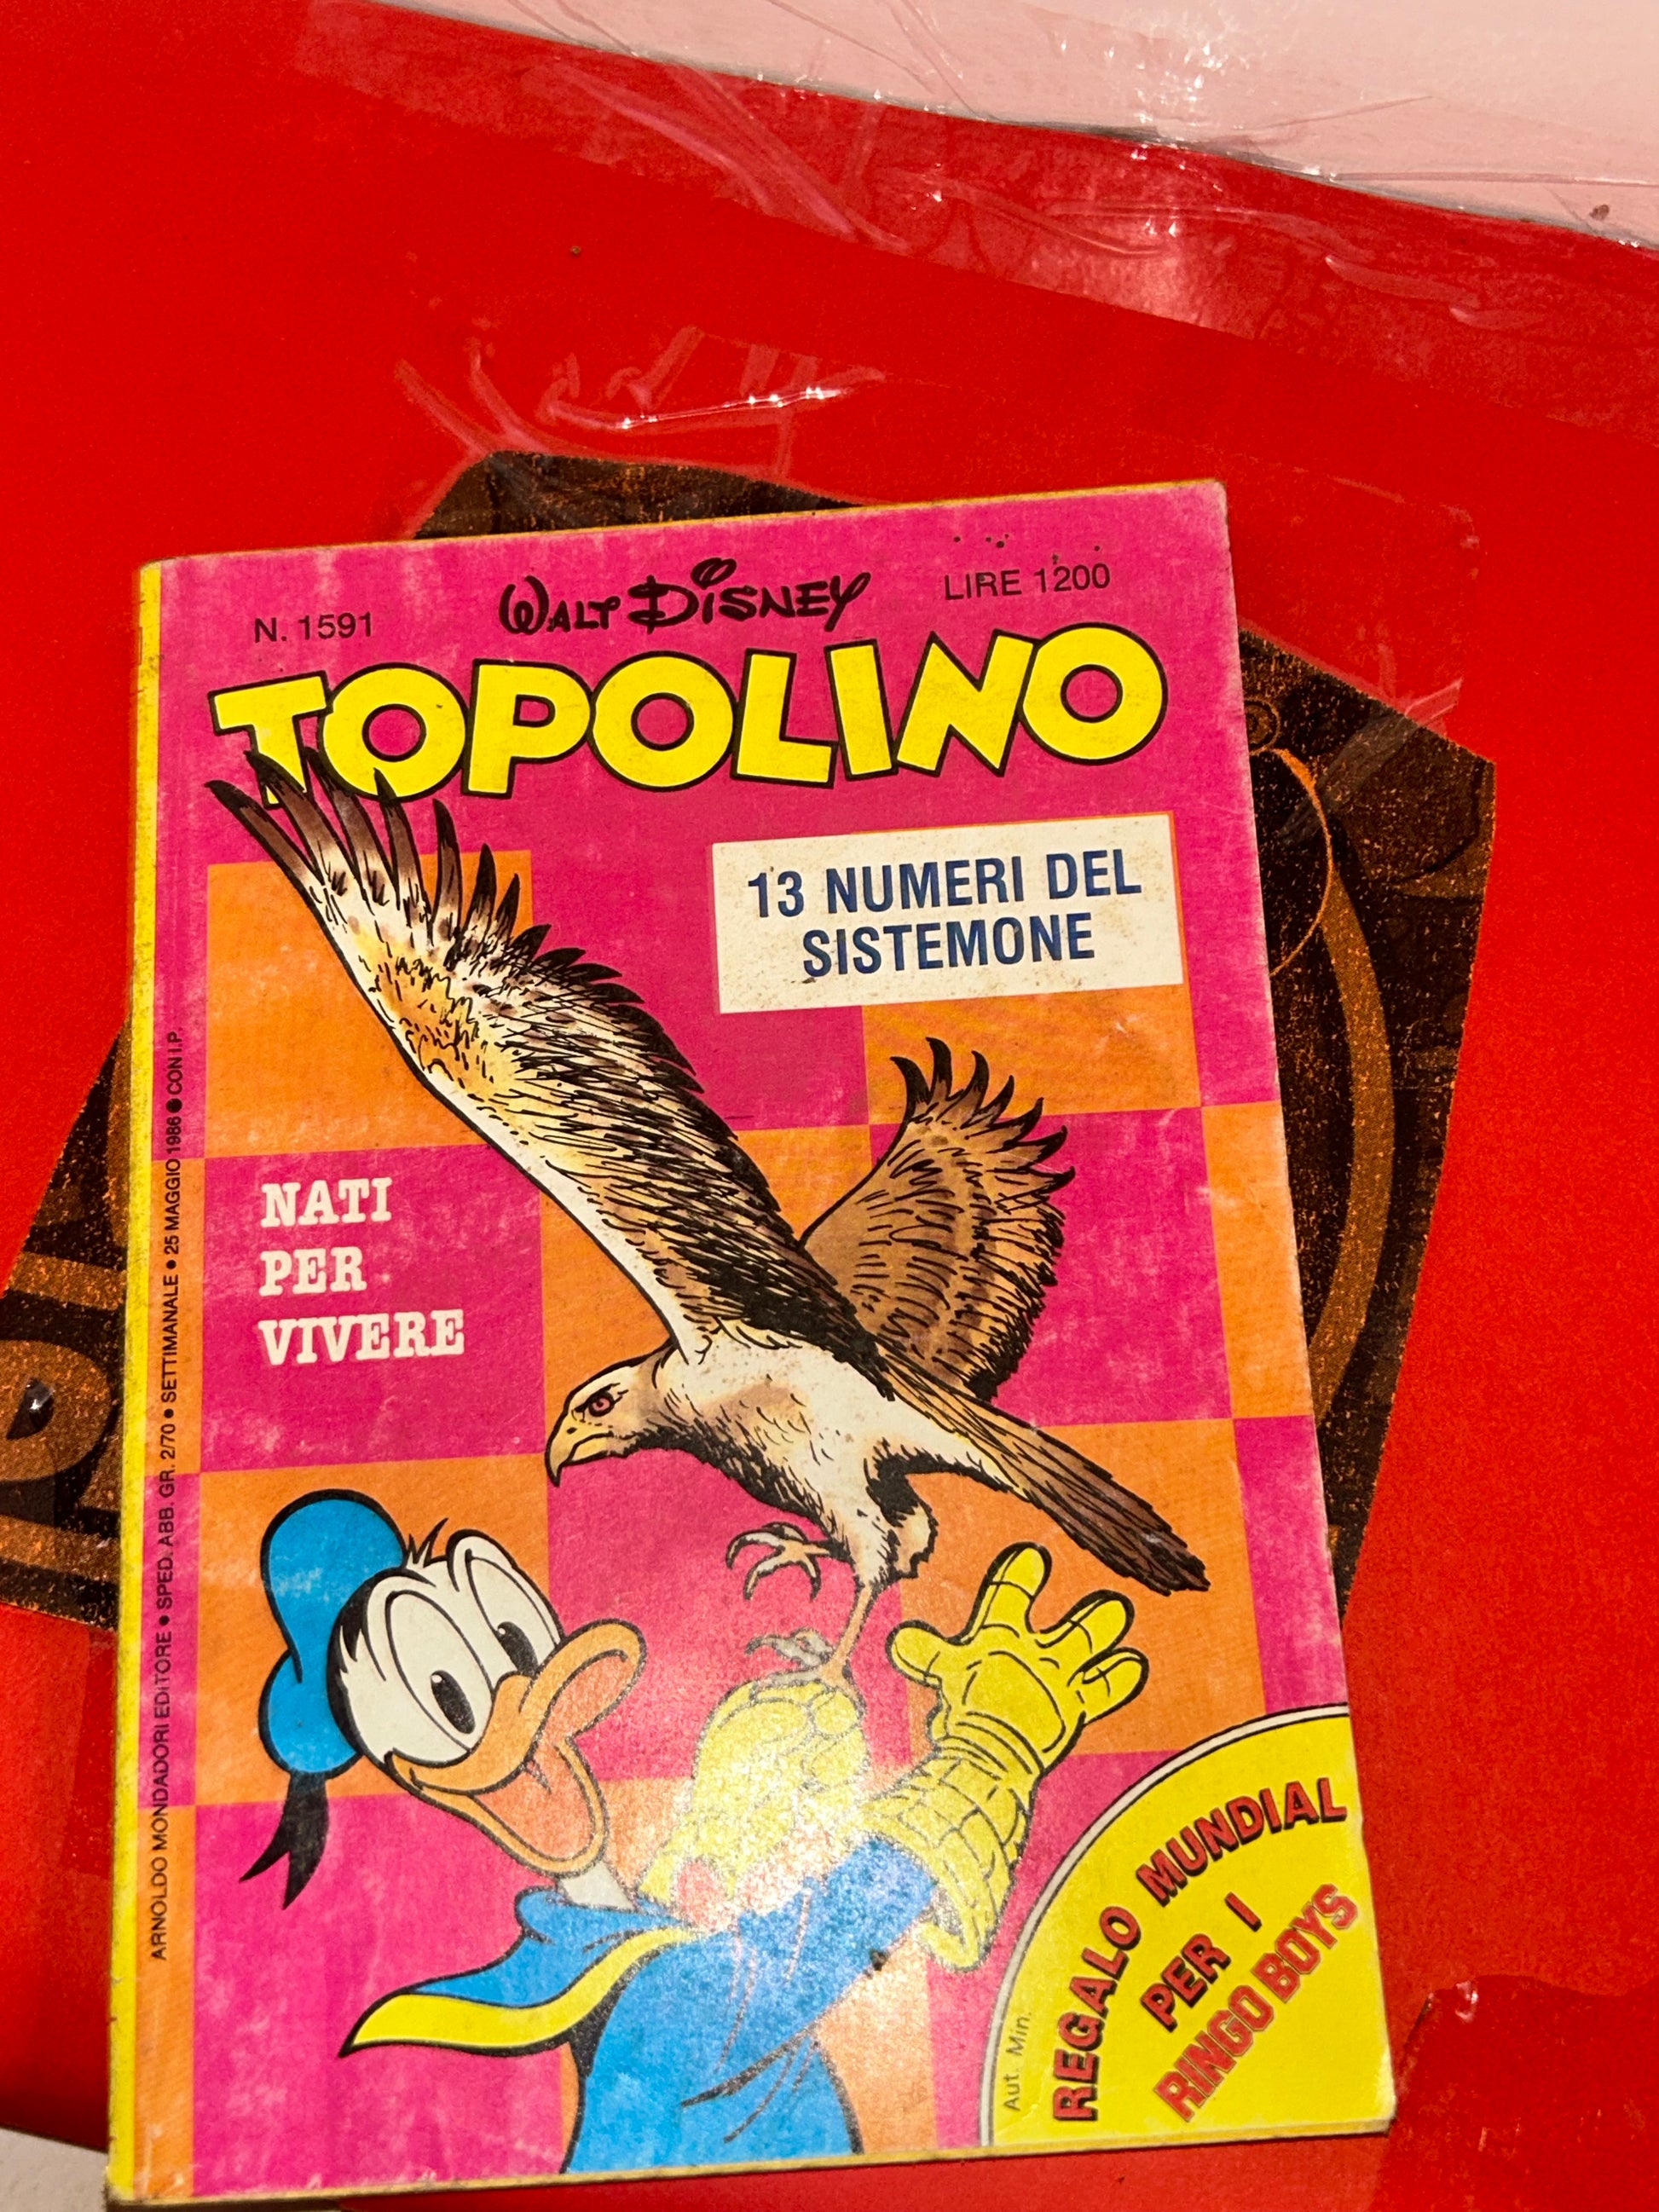 N. 1591
WALT DISNEY
LIRE 1200
TOPOLINO
13 NUMERI DEL
SISTEMONE
NATI
PER
VIVERE
ARNOLDO MONDADORI EDITORE • SPED. ABB. GR. 2/70 • SETTIMANALE • 25 MAGGIO 1986 • CON I.P.
REGALO MUNDIAL
PER I
RINGO BOYS
Aut. Min.